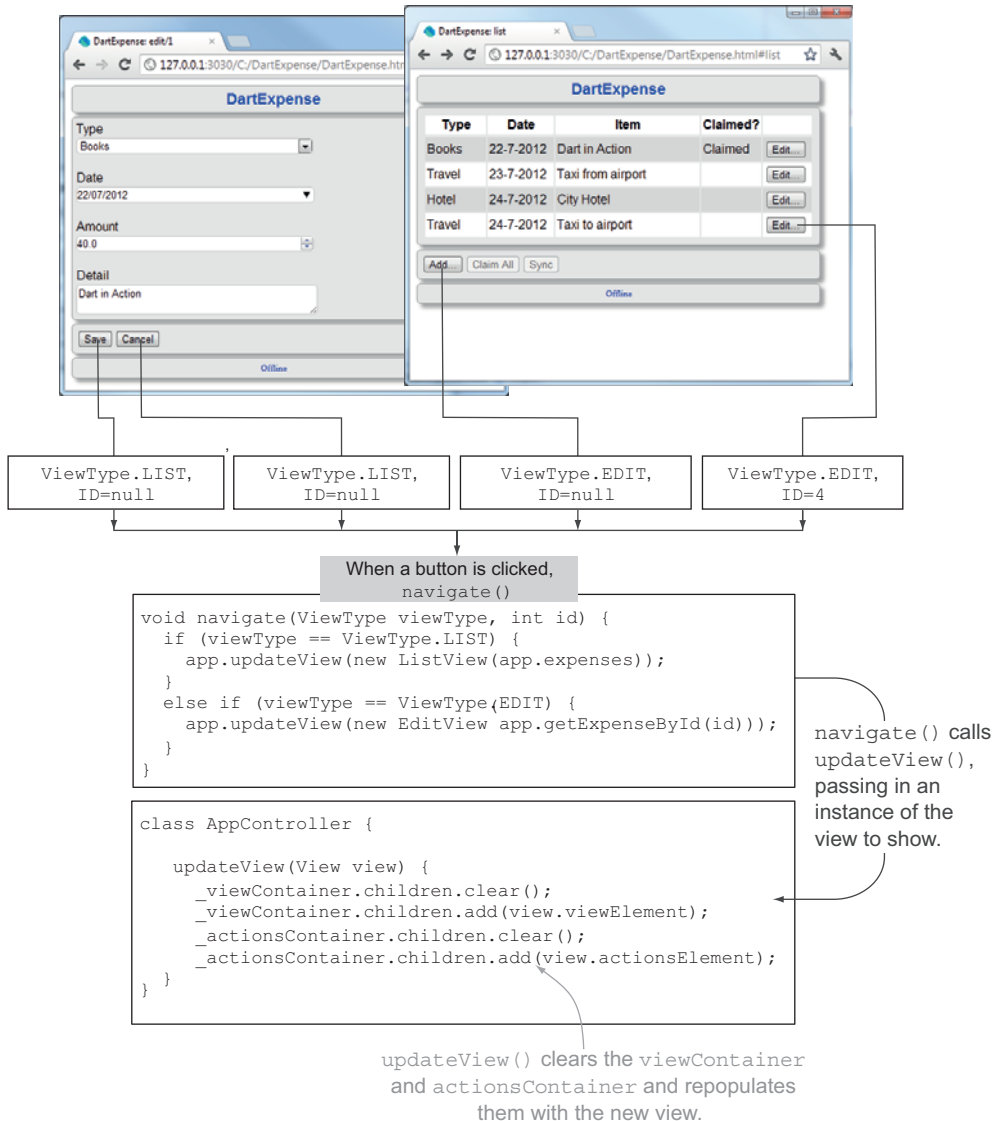 DartExpense: edit/1
127.0.0.1:3030/C:/DartExpense/DartExpense.htm
DartExpense
Type
Books
Date
22/07/2012
Amount
40.0
Detail
Dart in Action
Save Cancel
Offline
DartExpense: list
127.0.0.1:3030/C:/DartExpense/DartExpense.html#list
DartExpense
Type Date Item Claimed?
Books 22-7-2012 Dart in Action Claimed Edit...
Travel 23-7-2012 Taxi from airport Edit...
Hotel 24-7-2012 City Hotel Edit...
Travel 24-7-2012 Taxi to airport Edit...
Add... Claim All Sync
Offline
,
ViewType.LIST,
ID=null
ViewType.LIST,
ID=null
ViewType.EDIT,
ID=null
ViewType.EDIT,
ID=4
When a button is clicked,
navigate()
void navigate(ViewType viewType, int id) {
if (viewType == ViewType.LIST) {
app.updateView(new ListView(app.expenses));
}
else if (viewType == ViewType(EDIT) {
app.updateView(new EditView app.getExpenseById(id)));
}
}
navigate() calls
updateView(),
passing in an
instance of the
view to show.
class AppController {
updateView(View view) {
_viewContainer.children.clear();
_viewContainer.children.add(view.viewElement);
_actionsContainer.children.clear();
_actionsContainer.children.add(view.actionsElement);
}
}
updateView() clears the viewContainer
and actionsContainer and repopulates
them with the new view.